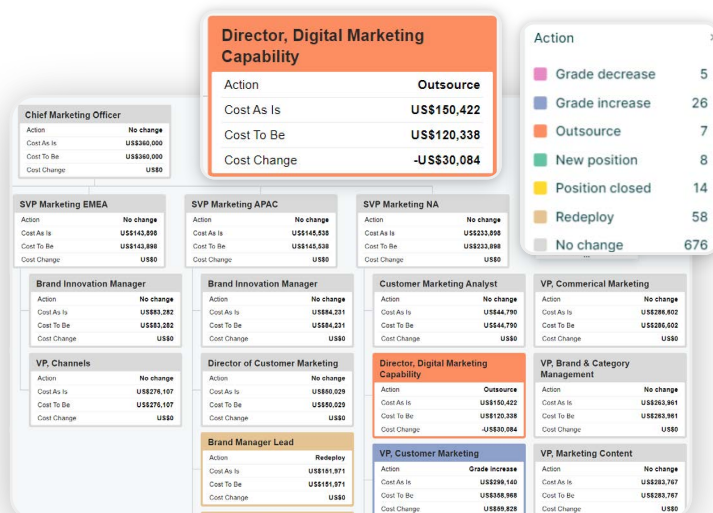 Director, Digital Marketing
Capability
Action Outsource
Cost As Is US$150,422
Cost To Be US$120,338
Cost Change -US$30,084
Action
Grade decrease 5
Grade increase 26
Outsource 7
New position 8
Position closed 14
Redeploy 58
No change 676
Chief Marketing Officer
Action No change
Cost As Is US$360,000
Cost To Be US$360,000
Cost Change US$0
SVP Marketing EMEA
Action No change
Cost As Is US$143,898
Cost To Be US$143,898
Cost Change US$0
SVP Marketing APAC
Action No change
Cost As Is US$145,538
Cost To Be US$145,538
Cost Change US$0
SVP Marketing NA
Action No change
Cost As Is US$233,898
Cost To Be US$233,898
Cost Change US$0
Brand Innovation Manager
Action No change
Cost As Is US$83,282
Cost To Be US$83,282
Cost Change US$0
Brand Innovation Manager
Action No change
Cost As Is US$84,231
Cost To Be US$84,231
Cost Change US$0
Customer Marketing Analyst
Action No change
Cost As Is US$44,790
Cost To Be US$44,790
Cost Change US$0
VP, Commerical Marketing
Action No change
Cost As Is US$286,602
Cost To Be US$286,602
Cost Change US$0
VP, Channels
Action No change
Cost As Is US$276,107
Cost To Be US$276,107
Cost Change US$0
Director of Customer Marketing
Action No change
Cost As Is US$50,029
Cost To Be US$50,029
Cost Change US$0
Director, Digital Marketing
Capability
Action Outsource
Cost As Is US$150,422
Cost To Be US$120,338
Cost Change -US$30,084
VP, Brand & Category
Management
Action No change
Cost As Is US$263,961
Cost To Be US$263,961
Cost Change US$0
Brand Manager Lead
Action Redeploy
Cost As Is US$151,971
Cost To Be US$151,971
Cost Change US$0
VP, Customer Marketing
Action Grade increase
Cost As Is US$299,140
Cost To Be US$358,968
Cost Change US$59,828
VP, Marketing Content
Action No change
Cost As Is US$283,767
Cost To Be US$283,767
Cost Change US$0